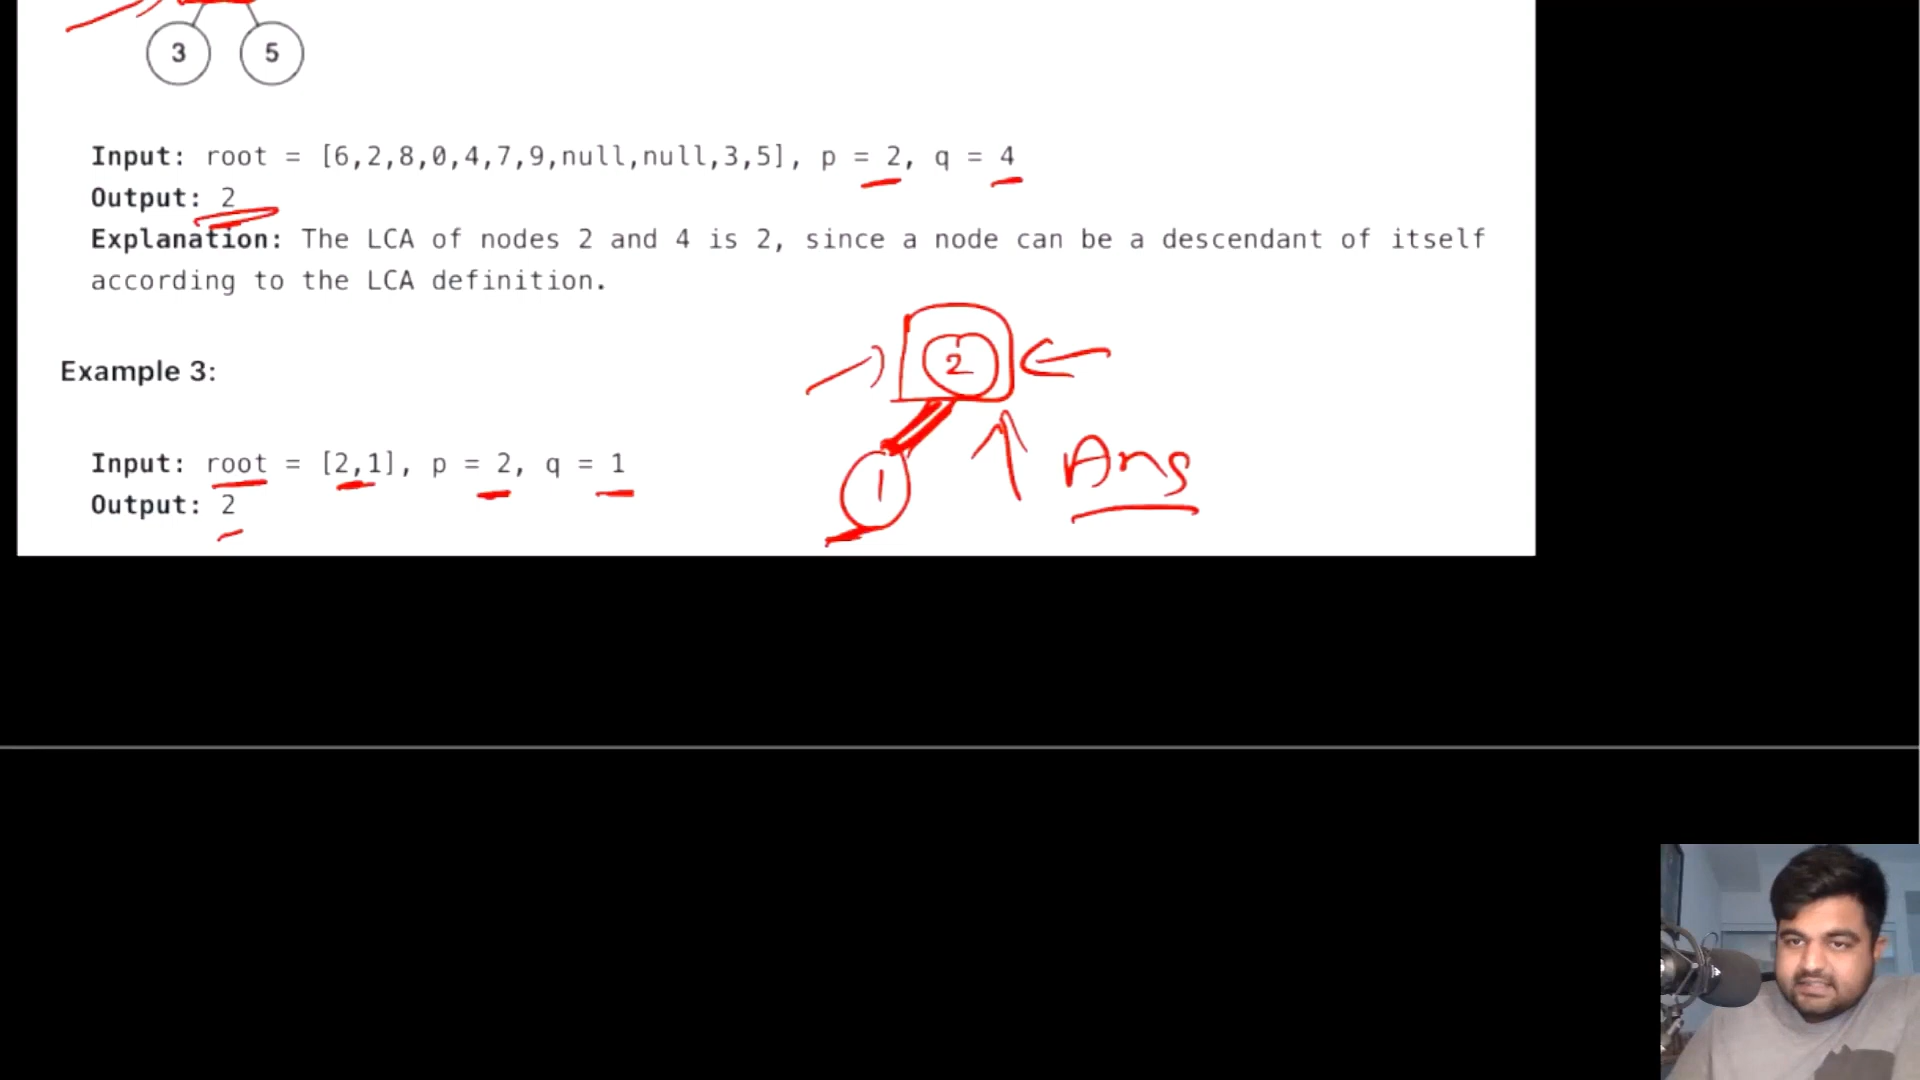 3 5
Input: root = [6,2,8,0,4,7,9,null,null,3,5], p = 2, q = 4
Output: 2
Explanation: The LCA of nodes 2 and 4 is 2, since a node can be a descendant of itself
according to the LCA definition.
2
Example 3:
Input: root = [2,1], p = 2, q = 1
1
Ans
Output: 2